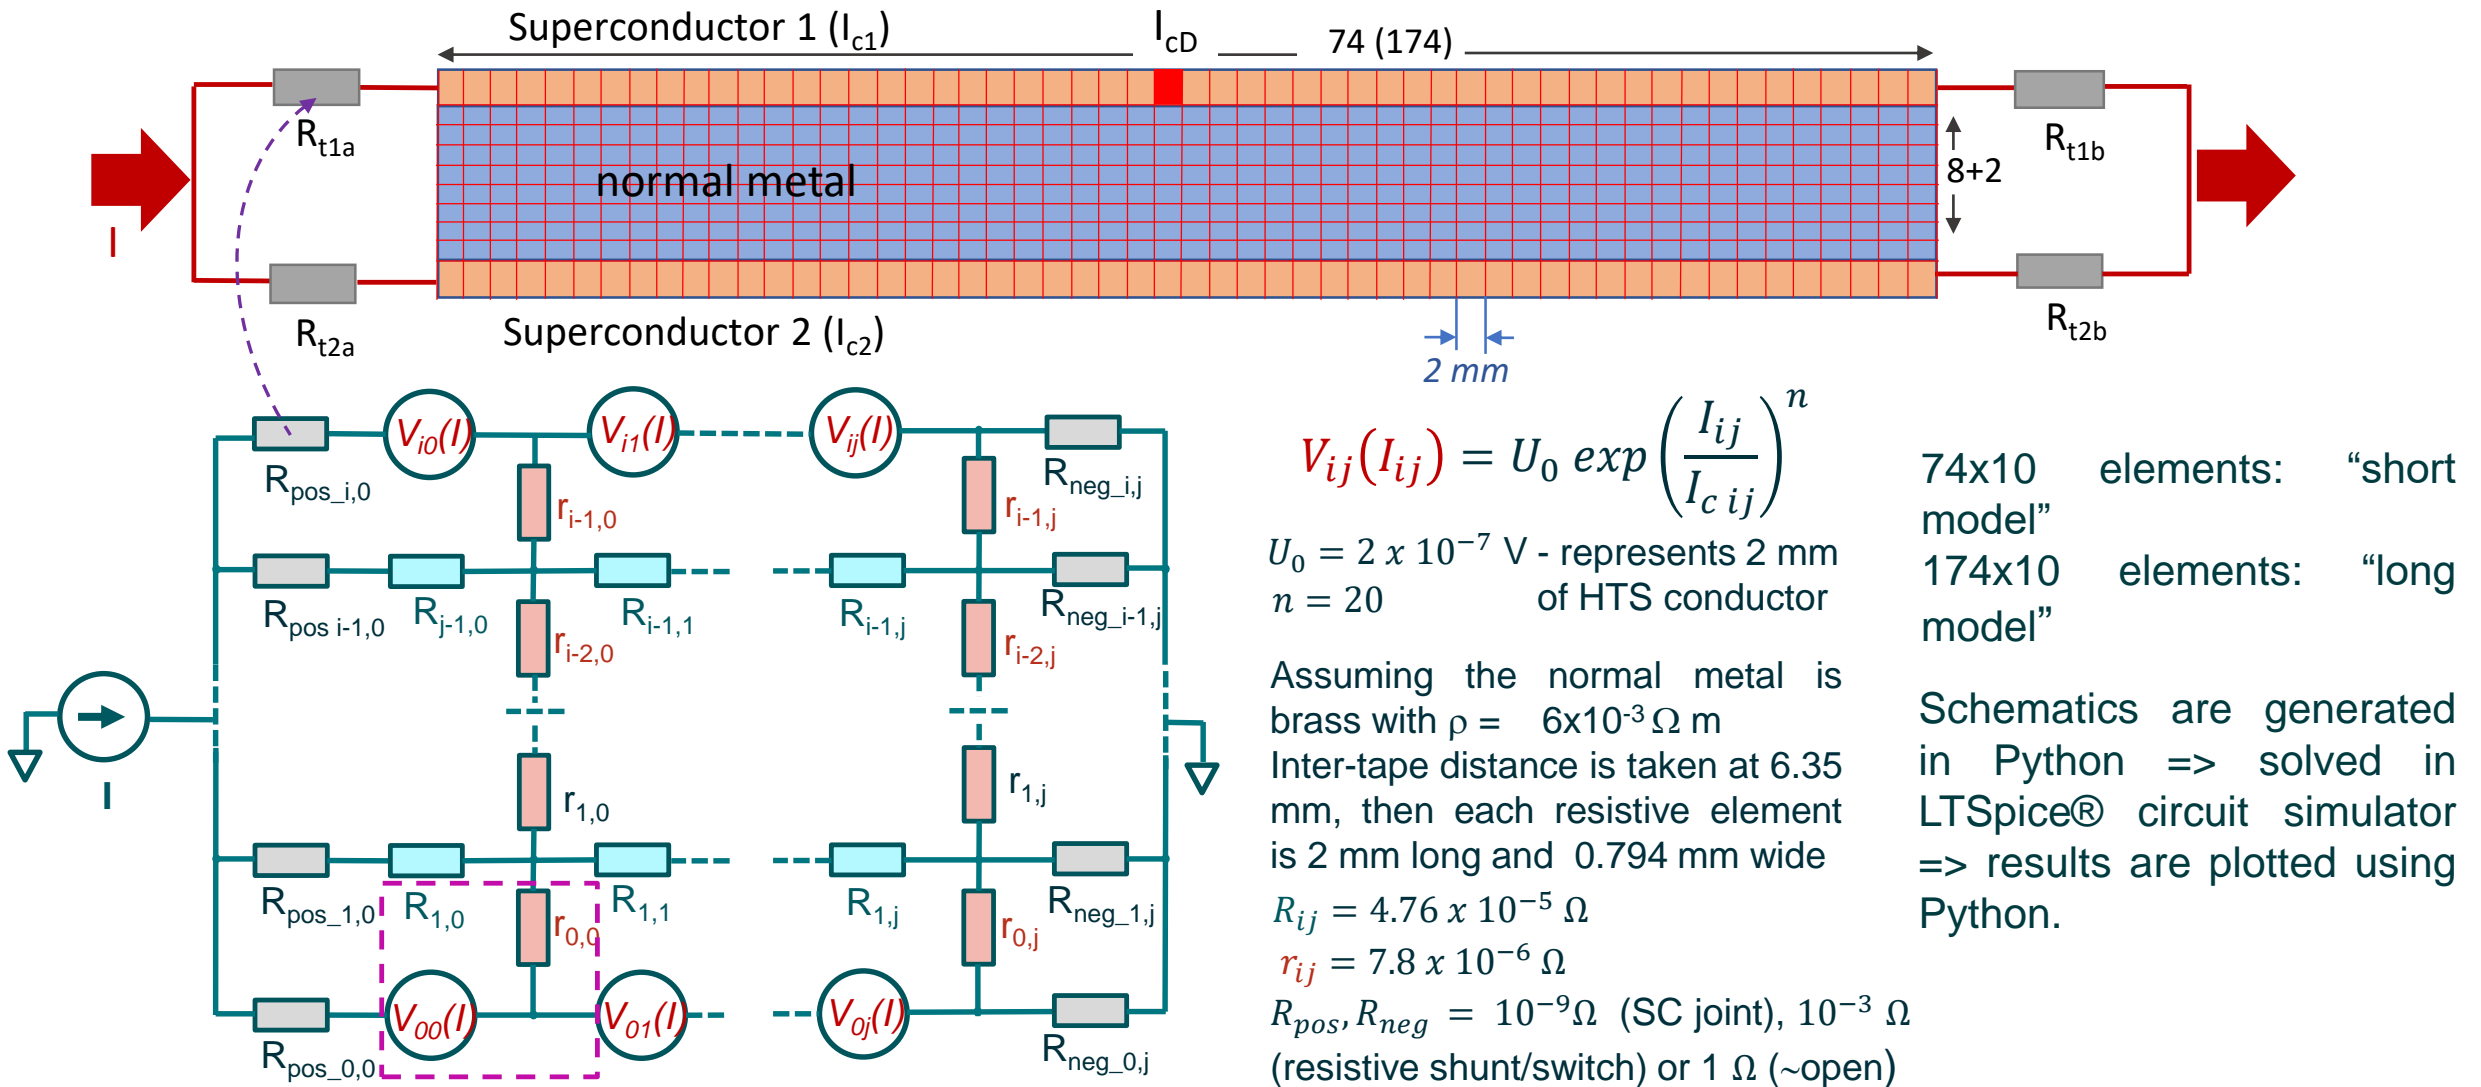 Superconductor 1 (Ic1)
IcD
74 (174)
Rt1a
Rt1b
8+2
normal metal
I
Rt2a
Rt2b
Superconductor 2 (Ic2)
2 mm
Vi0(I)
Vi1(I)
Vij(I)
Rpos_i,0
Rneg_i,j
ri-1,0
ri-1,j
Rpos i-1,0
Rj-1,0
Ri-1,1
Ri-1,j
Rneg_i-1,j
ri-2,0
ri-2,j
I
r1,0
r1,j
Rpos_1,0
R1,0
R1,1
R1,j
Rneg_1,j
r0,0
r0,j
V00(I)
V01(I)
V0j(I)
Rpos_0,0
Rneg_0,j
Vij(Iij) = U0 exp (Iij / Ic ij)^n
U0 = 2 x 10^-7 V - represents 2 mm
n = 20 of HTS conductor
Assuming the normal metal is
brass with ρ = 6x10^-3 Ω m
Inter-tape distance is taken at 6.35
mm, then each resistive element
is 2 mm long and 0.794 mm wide
Rij = 4.76 x 10^-5 Ω
rij = 7.8 x 10^-6 Ω
Rpos, Rneg = 10^-9Ω (SC joint), 10^-3 Ω
(resistive shunt/switch) or 1 Ω (~open)
74x10 elements: “short
model”
174x10 elements: “long
model”
Schematics are generated
in Python => solved in
LTSpice® circuit simulator
=> results are plotted using
Python.